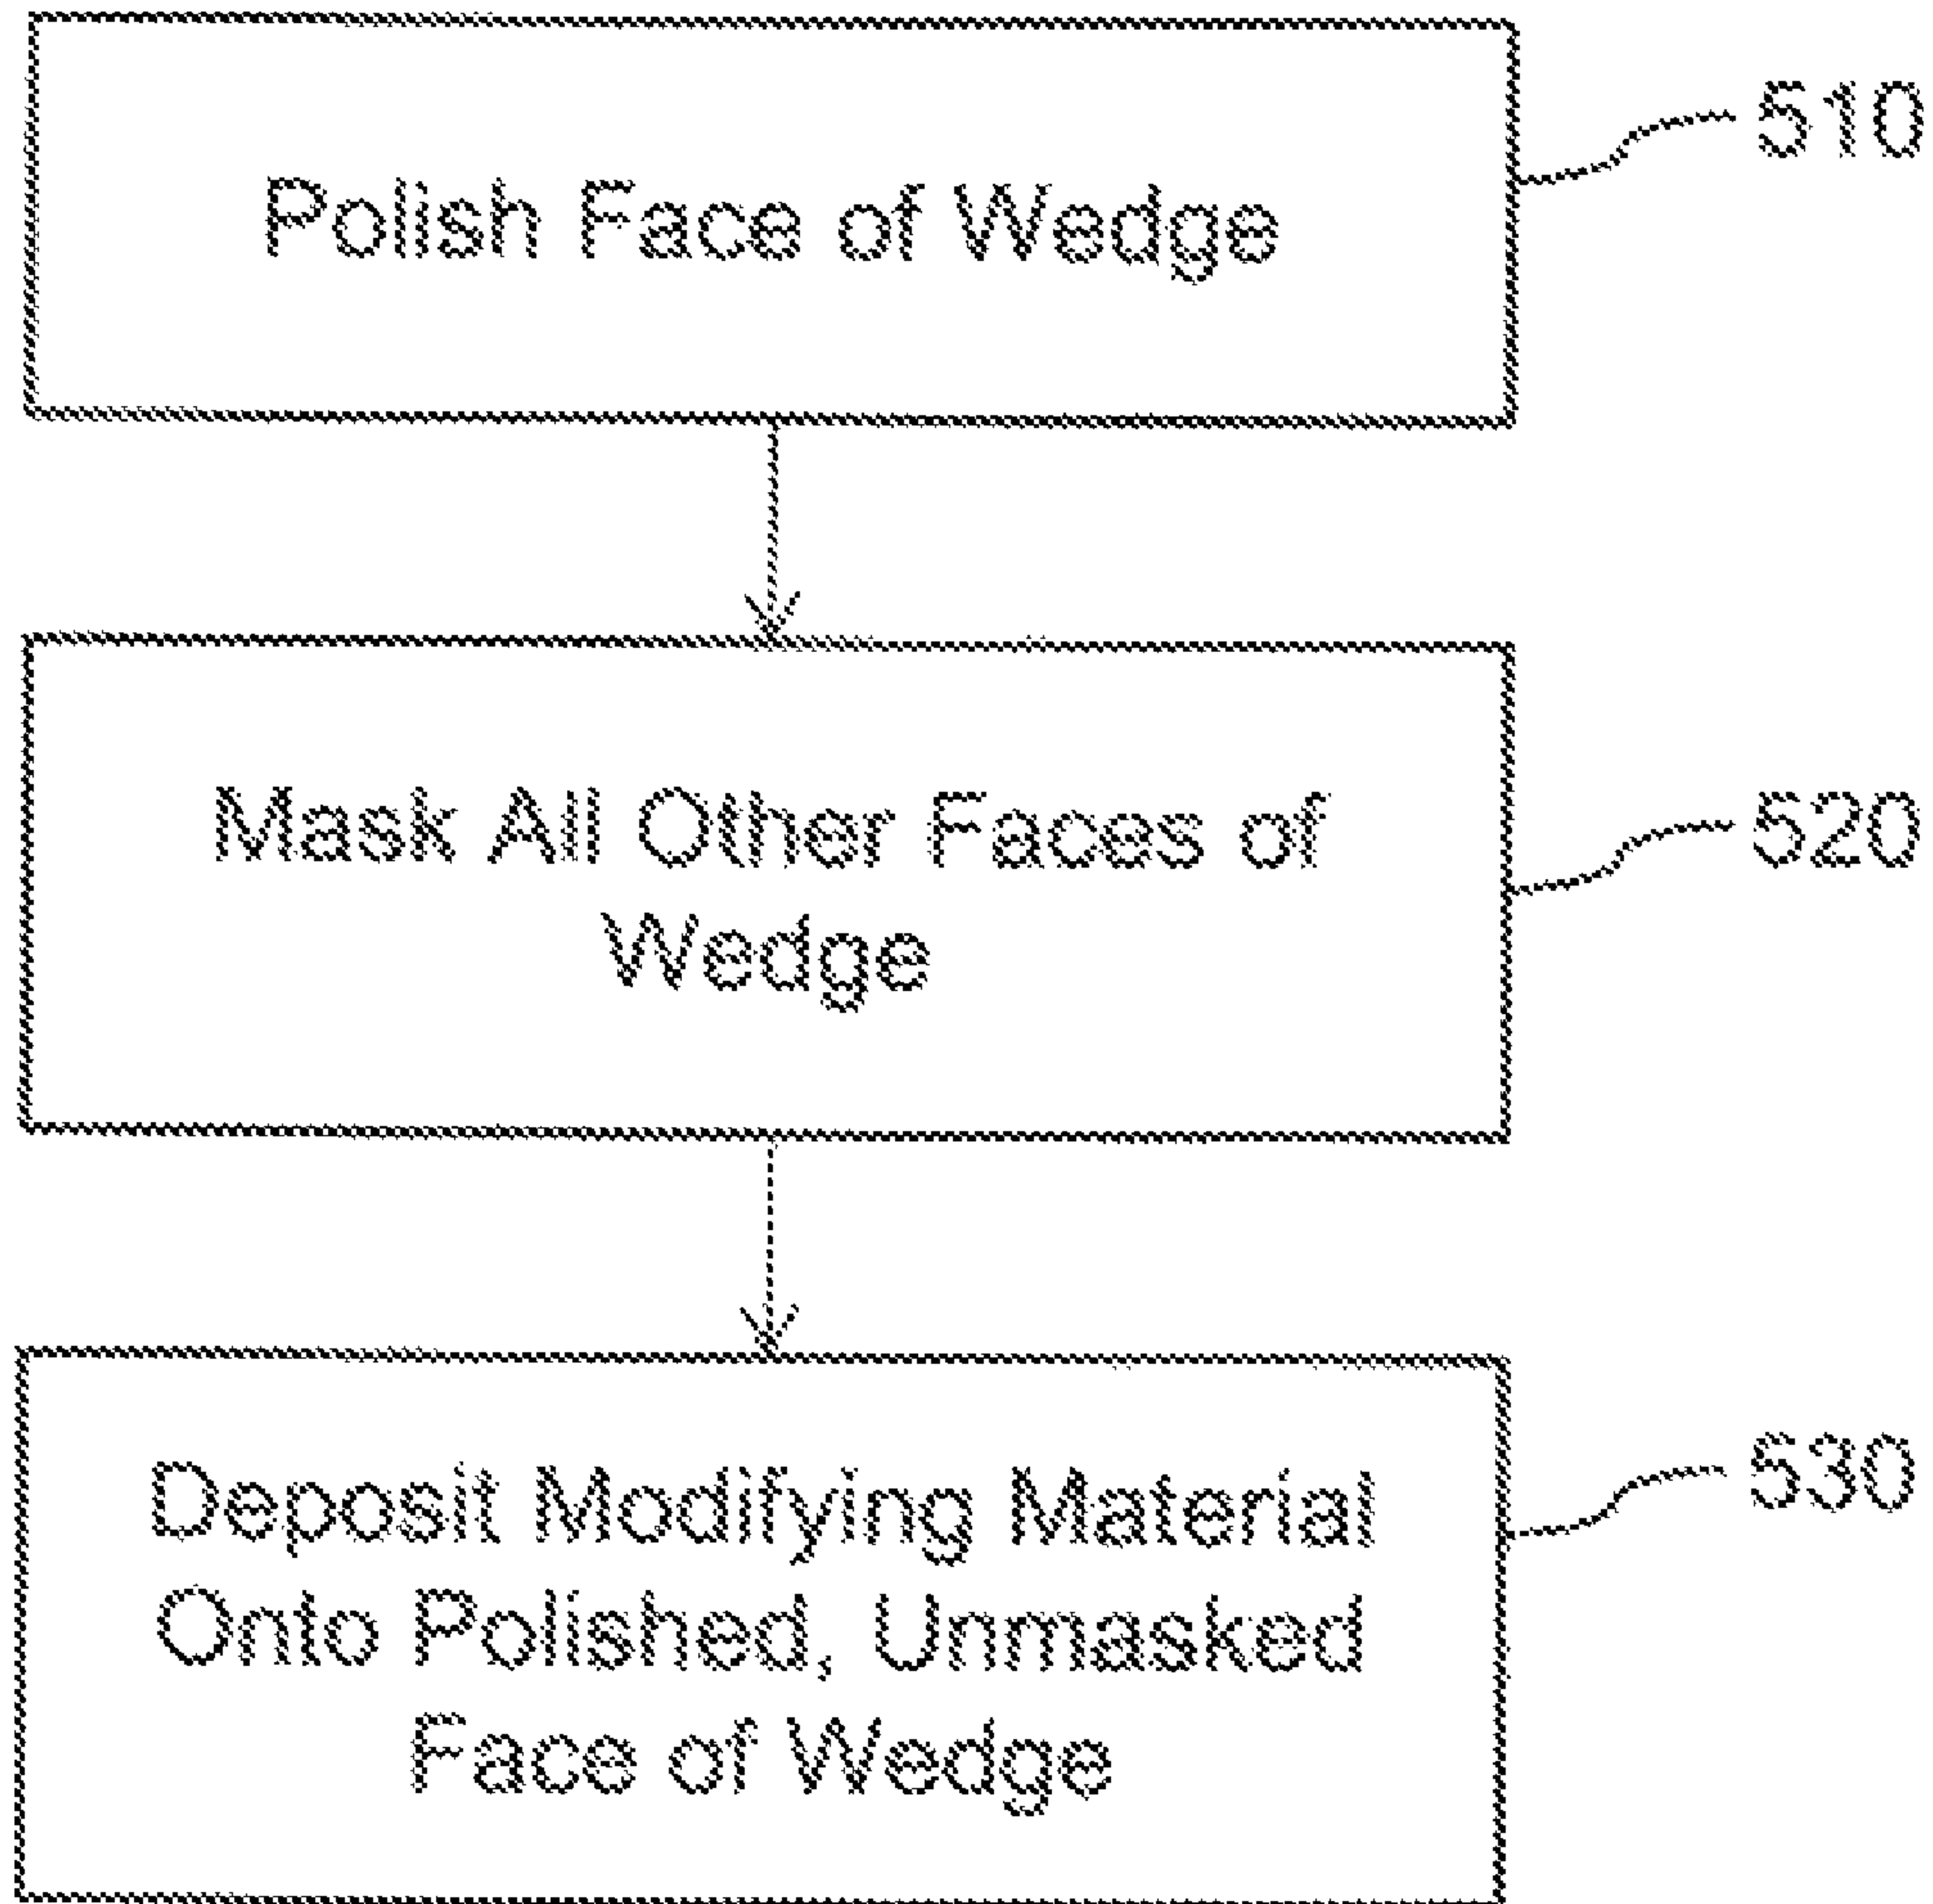 510
Polish Face of Wedge
Mask All Other Faces of
Wedge
520
Deposit Modifying Material
Onto Polished, Unmasked
Face of Wedge
530